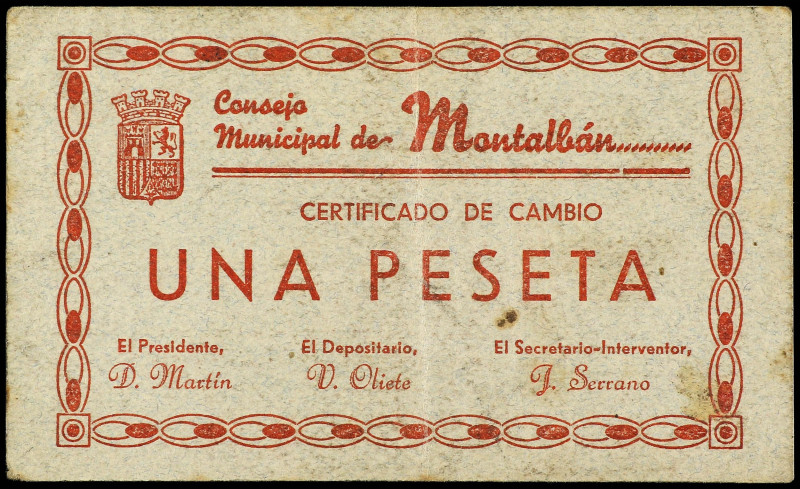 Consejo
Municipal de Montalbán..........
CERTIFICADO DE CAMBIO
UNA PESETA
El Presidente, El Depositario, El Secretario-Interventor,
D. Martín V. Oliete J. Serrano